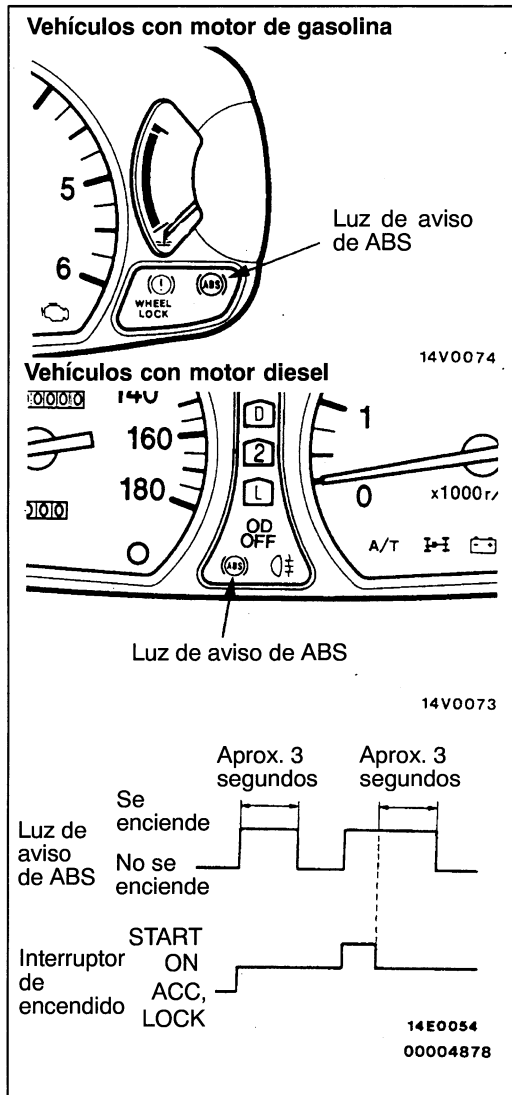 Vehículos con motor de gasolina
5
6
(!)
WHEEL
LOCK
(ABS)
Luz de aviso
de ABS
14V0074
Vehículos con motor diesel
00000
140
160
180
000
D
2
L
OD
OFF
(ABS)
1
0
x1000r/
A/T
Luz de aviso de ABS
14V0073
Aprox. 3
segundos
Aprox. 3
segundos
Luz de
aviso
de ABS
Se
enciende
No se
enciende
Interruptor
de
encendido
START
ON
ACC,
LOCK
14E0054
00004878